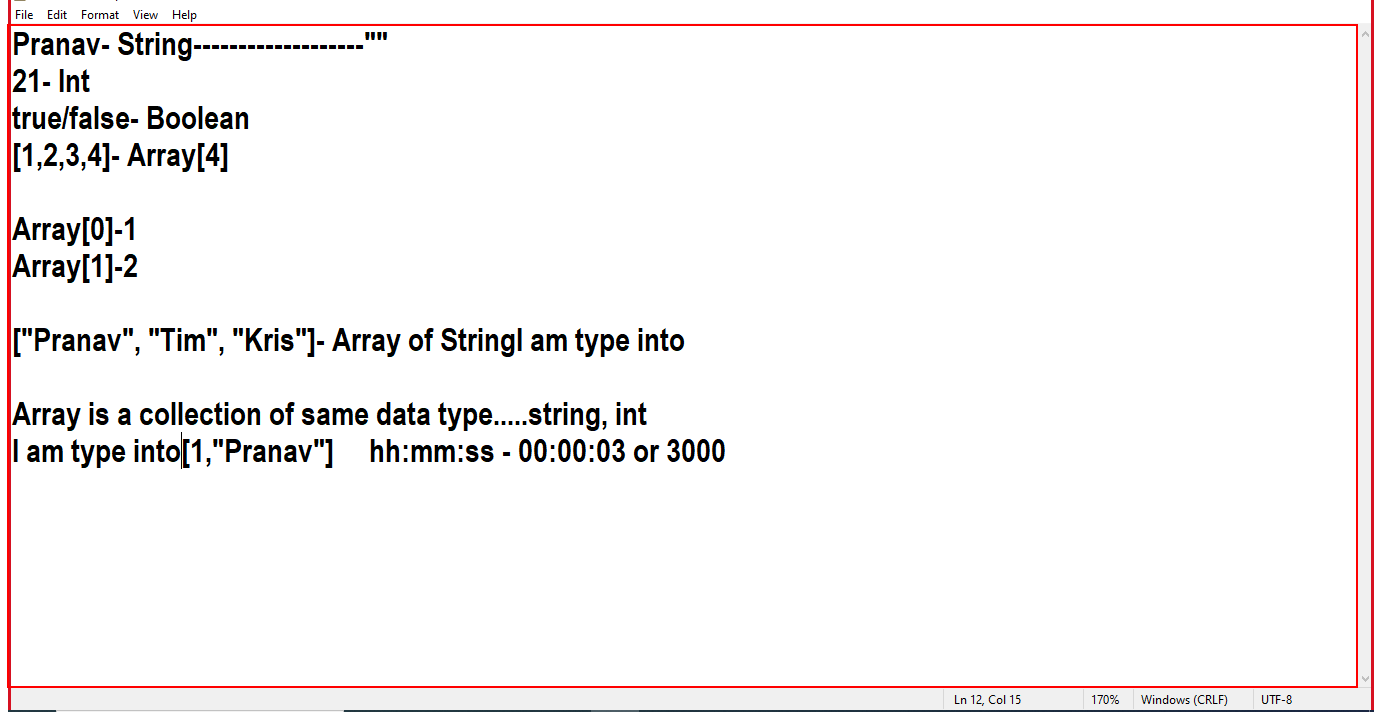 File Edit Format View Help
Pranav- String-------------------""
21- Int
true/false- Boolean
[1,2,3,4]- Array[4]
Array[0]-1
Array[1]-2
["Pranav", "Tim", "Kris"]- Array of StringI am type into
Array is a collection of same data type.....string, int
I am type into[1,"Pranav"]     hh:mm:ss - 00:00:03 or 3000
Ln 12, Col 15 170% Windows (CRLF) UTF-8